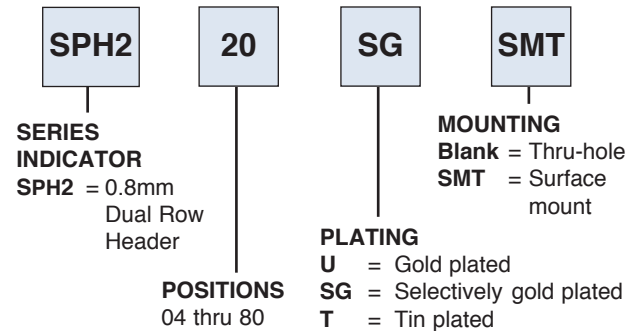 SPH2 20 SG SMT
SERIES
INDICATOR
SPH2 = 0.8mm
Dual Row
Header
POSITIONS
04 thru 80
PLATING
U = Gold plated
SG = Selectively gold plated
T = Tin plated
MOUNTING
Blank = Thru-hole
SMT = Surface
mount